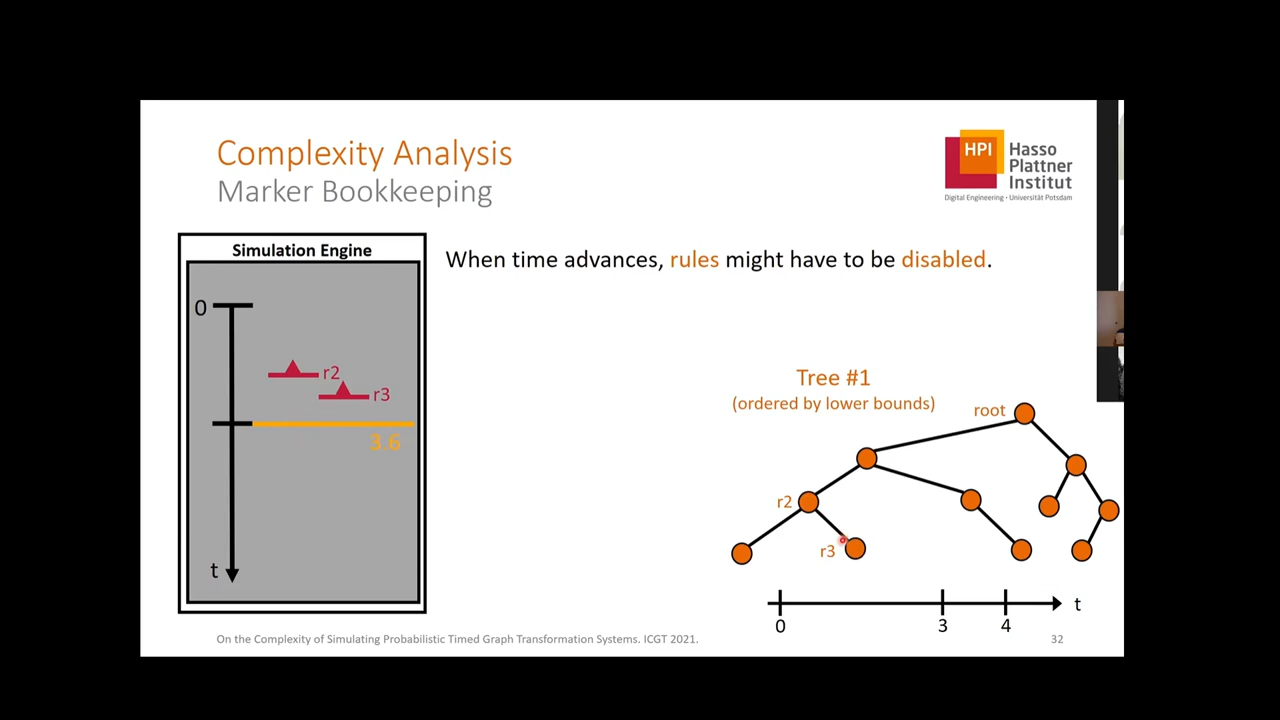 Complexity Analysis
Marker Bookkeeping
HPI
Hasso
Plattner
Institut
Digital Engineering • Universität Potsdam
Simulation Engine
0
r2
r3
3.6
t
When time advances, rules might have to be disabled.
Tree #1
(ordered by lower bounds)
root
r2
r3
t
0
3
4
On the Complexity of Simulating Probabilistic Timed Graph Transformation Systems. ICGT 2021.
32